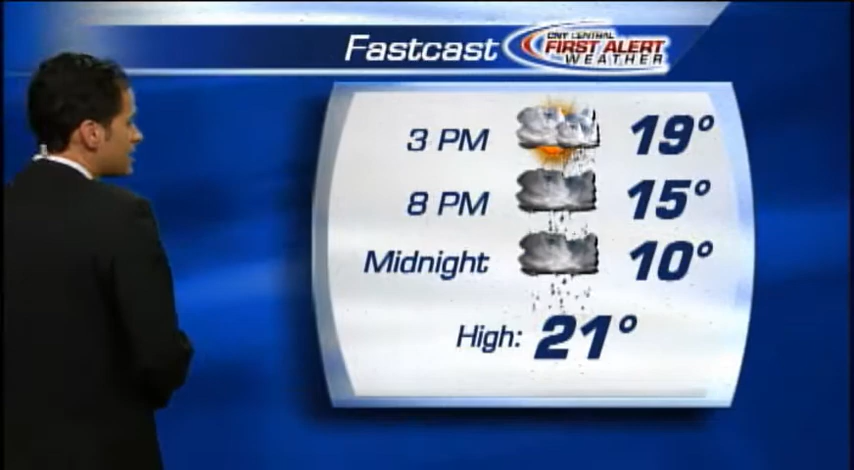 Fastcast
CNY CENTRAL
FIRST ALERT
WEATHER
3 PM 19°
8 PM 15°
Midnight 10°
High: 21°